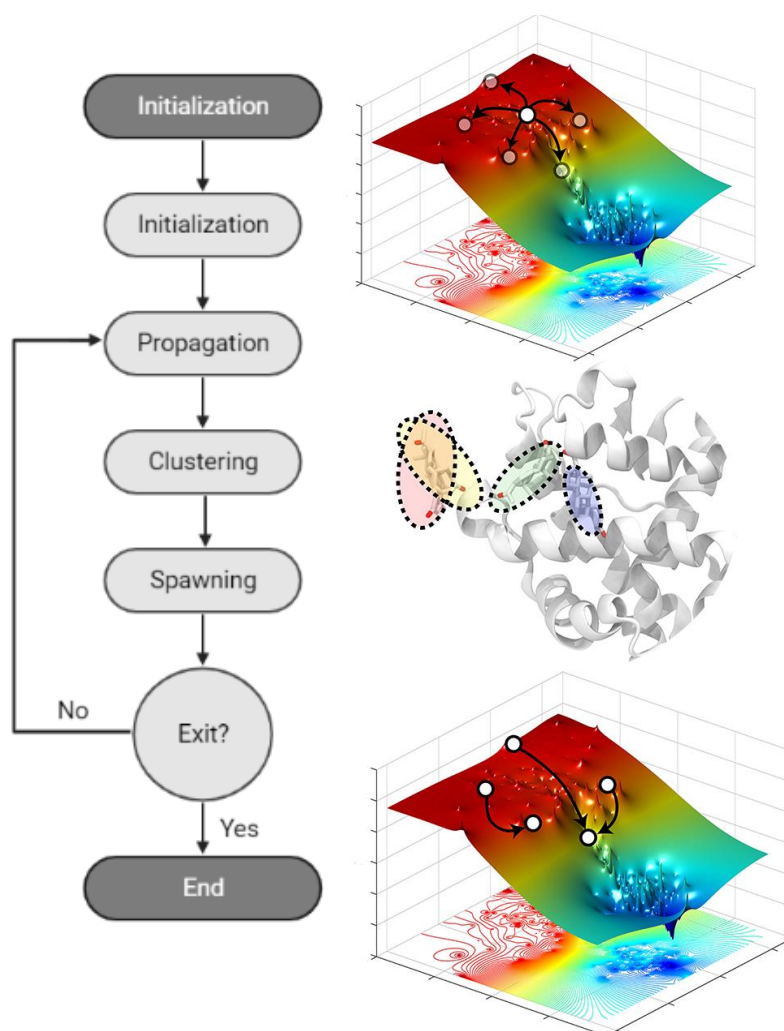 Initialization
Initialization
Propagation
Clustering
Spawning
Exit?
No
Yes
End